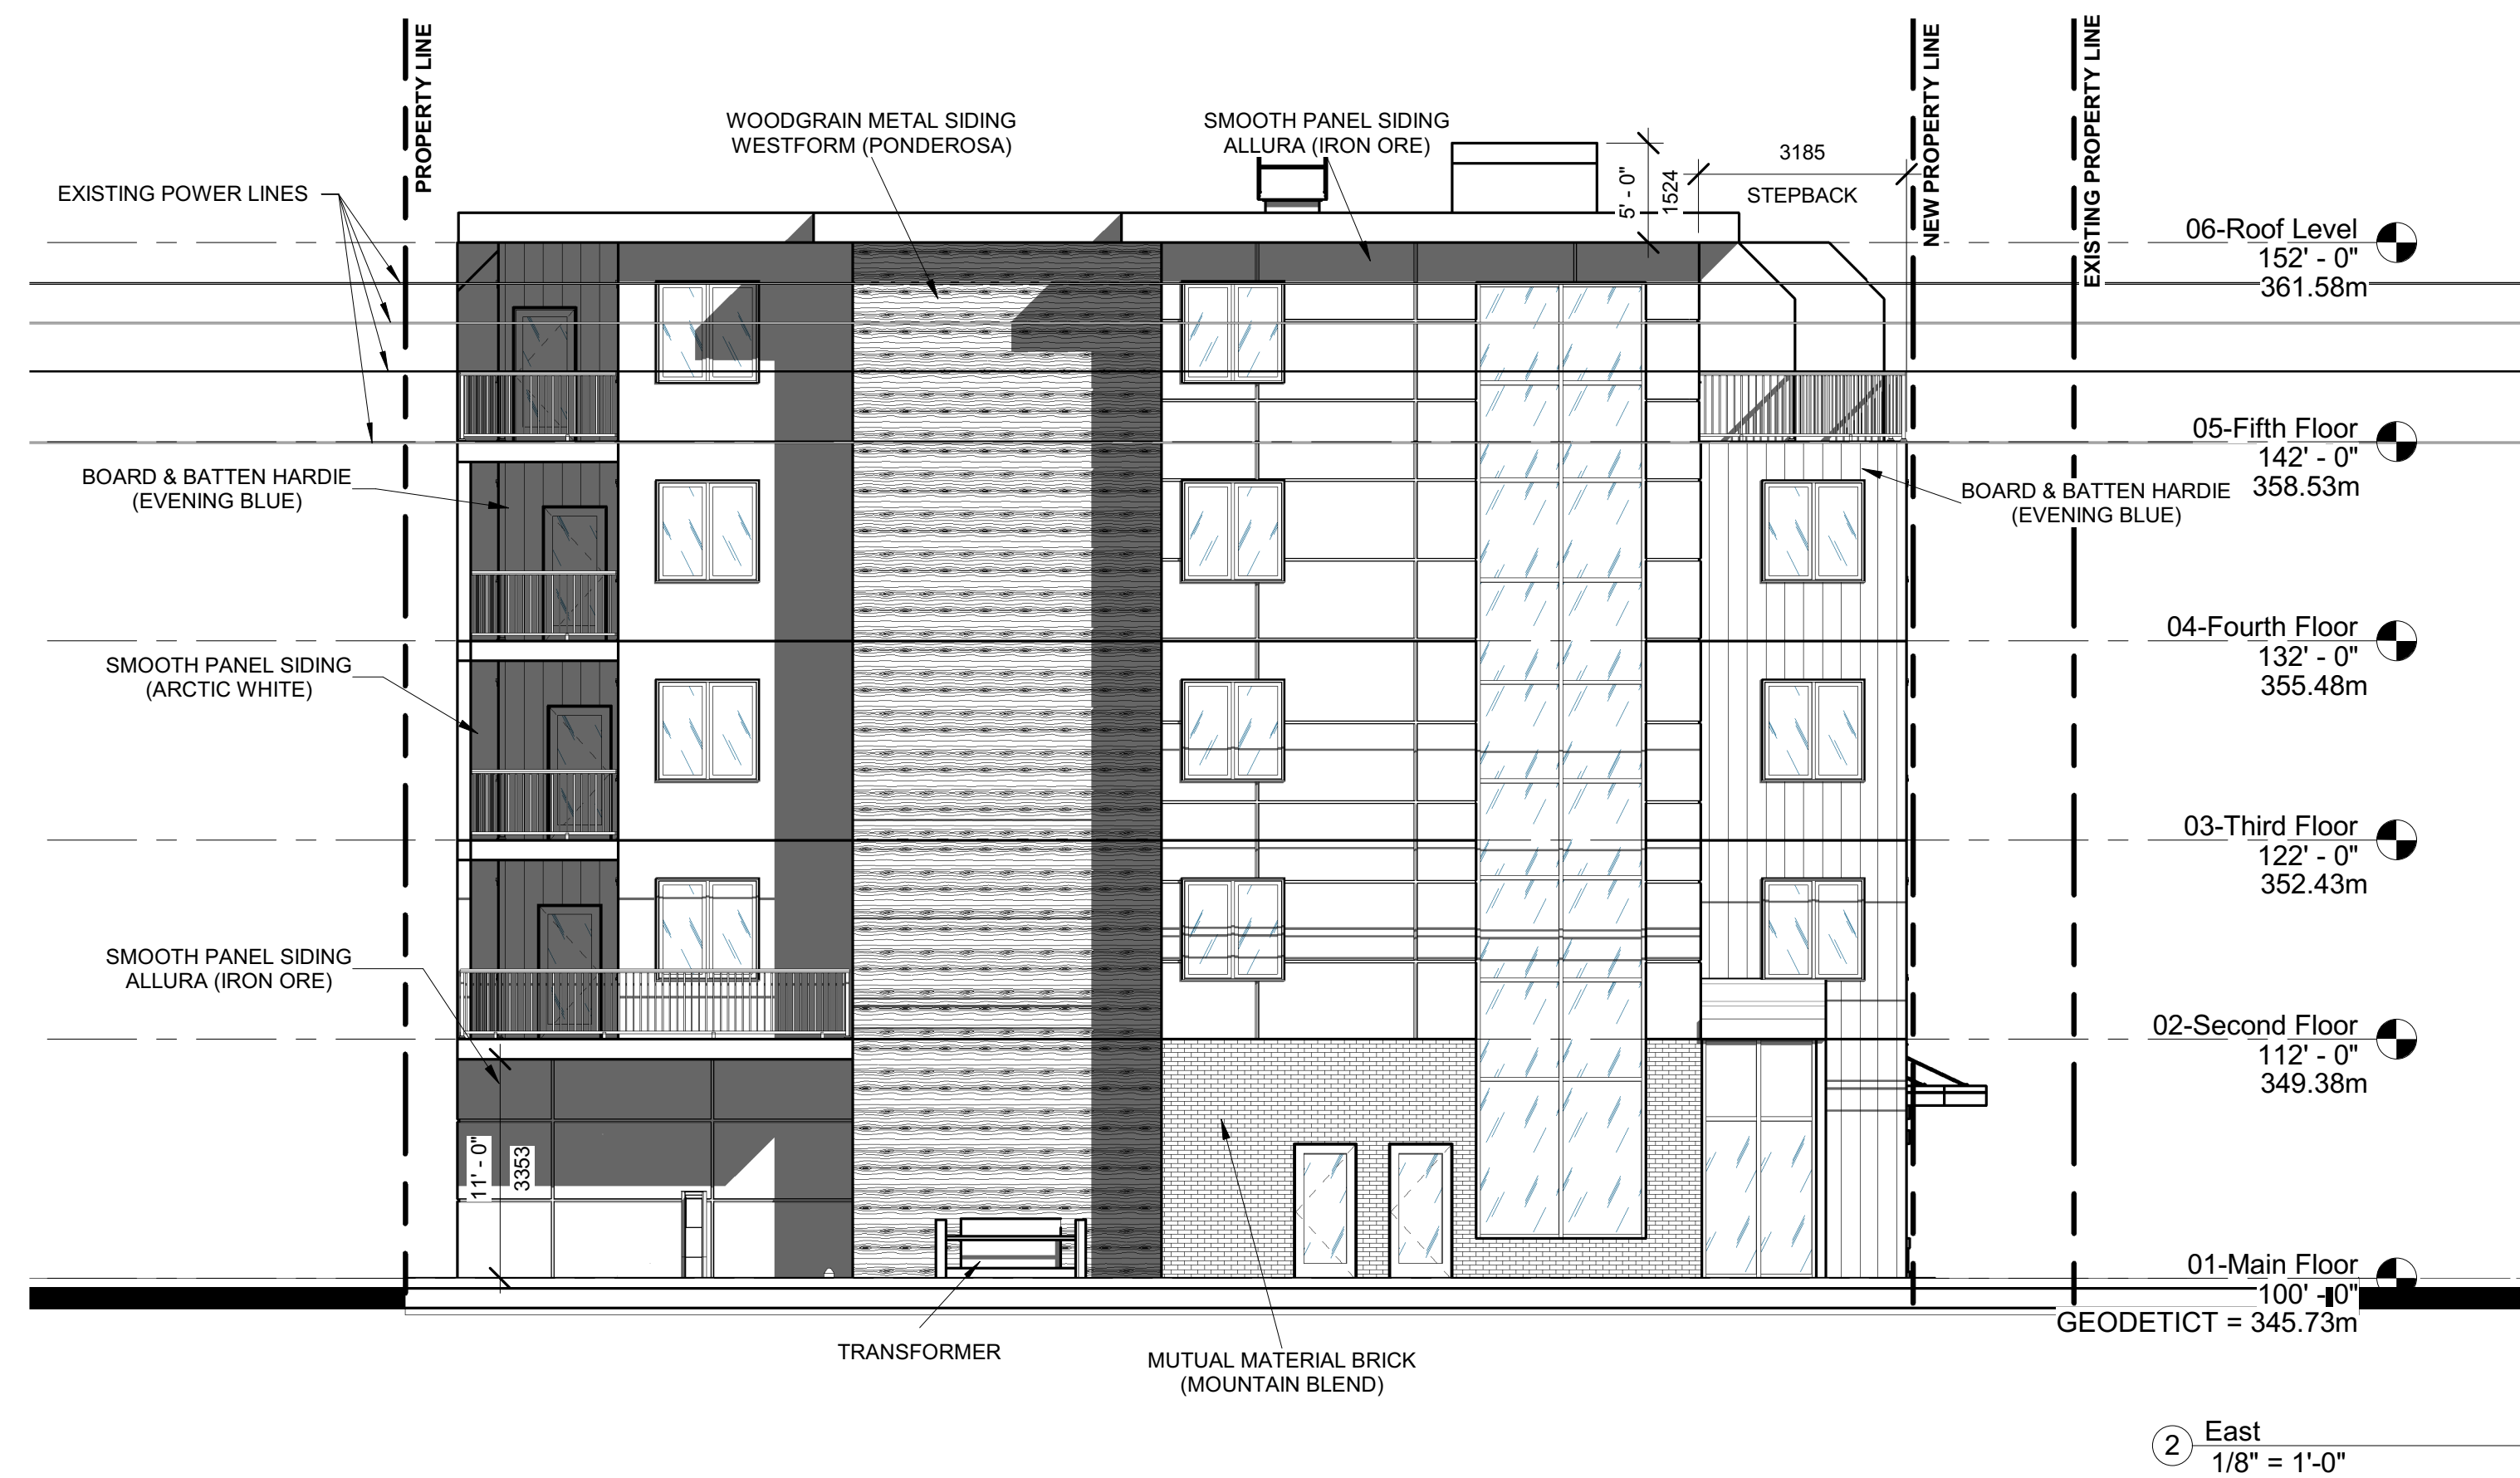 PROPERTY LINE
NEW PROPERTY LINE
EXISTING PROPERTY LINE
WOODGRAIN METAL SIDING
WESTFORM (PONDEROSA)
SMOOTH PANEL SIDING
ALLURA (IRON ORE)
5' - 0"
1524
3185
STEPBACK
EXISTING POWER LINES
06-Roof Level
152' - 0"
361.58m
05-Fifth Floor
142' - 0"
358.53m
BOARD & BATTEN HARDIE
(EVENING BLUE)
BOARD & BATTEN HARDIE
(EVENING BLUE)
04-Fourth Floor
132' - 0"
355.48m
SMOOTH PANEL SIDING
(ARCTIC WHITE)
03-Third Floor
122' - 0"
352.43m
SMOOTH PANEL SIDING
ALLURA (IRON ORE)
02-Second Floor
112' - 0"
349.38m
11' - 0"
3353
01-Main Floor
100' - 0"
GEODETICT = 345.73m
TRANSFORMER
MUTUAL MATERIAL BRICK
(MOUNTAIN BLEND)
2
East
1/8" = 1'-0"